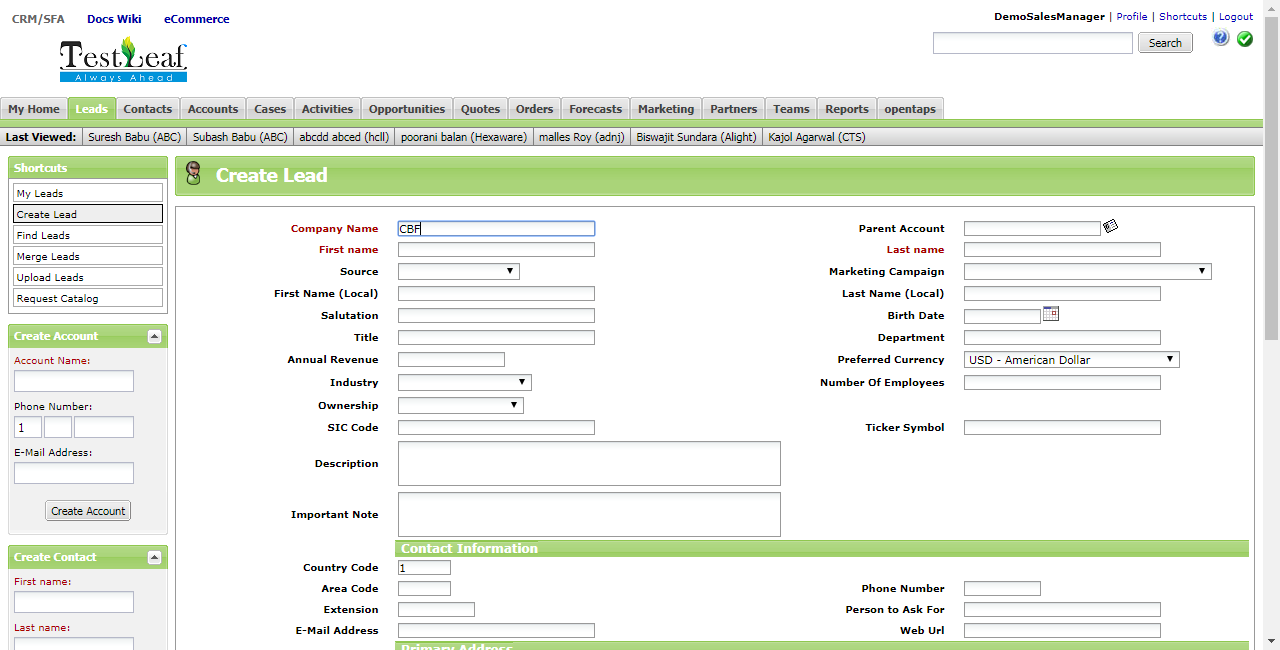 CRM/SFA Docs Wiki eCommerce
DemoSalesManager | Profile | Shortcuts | Logout
TestLeaf
Always Ahead
Search
My Home Leads Contacts Accounts Cases Activities Opportunities Quotes Orders Forecasts Marketing Partners Teams Reports opentaps
Last Viewed: Suresh Babu (ABC) Subash Babu (ABC) abcdd abced (hcll) poorani balan (Hexaware) malles Roy (adnj) Biswajit Sundara (Alight) Kajol Agarwal (CTS)
Shortcuts
My Leads
Create Lead
Find Leads
Merge Leads
Upload Leads
Request Catalog
Create Account
Account Name:
Phone Number:
1
E-Mail Address:
Create Account
Create Contact
First name:
Last name:
Create Lead
Company Name CBF Parent Account
First name Last name
Source Marketing Campaign
First Name (Local) Last Name (Local)
Salutation Birth Date
Title Department
Annual Revenue Preferred Currency USD - American Dollar
Industry Number Of Employees
Ownership
SIC Code Ticker Symbol
Description
Important Note
Contact Information
Country Code 1
Area Code Phone Number
Extension Person to Ask For
E-Mail Address Web Url
Primary Address